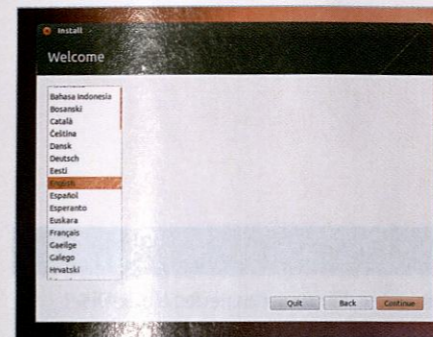 Install
Welcome
Bahasa Indonesia
Bosanski
Català
Čeština
Dansk
Deutsch
Eesti
English
Español
Esperanto
Euskara
Français
Gaeilge
Galego
Hrvatski
Quit Back Continue